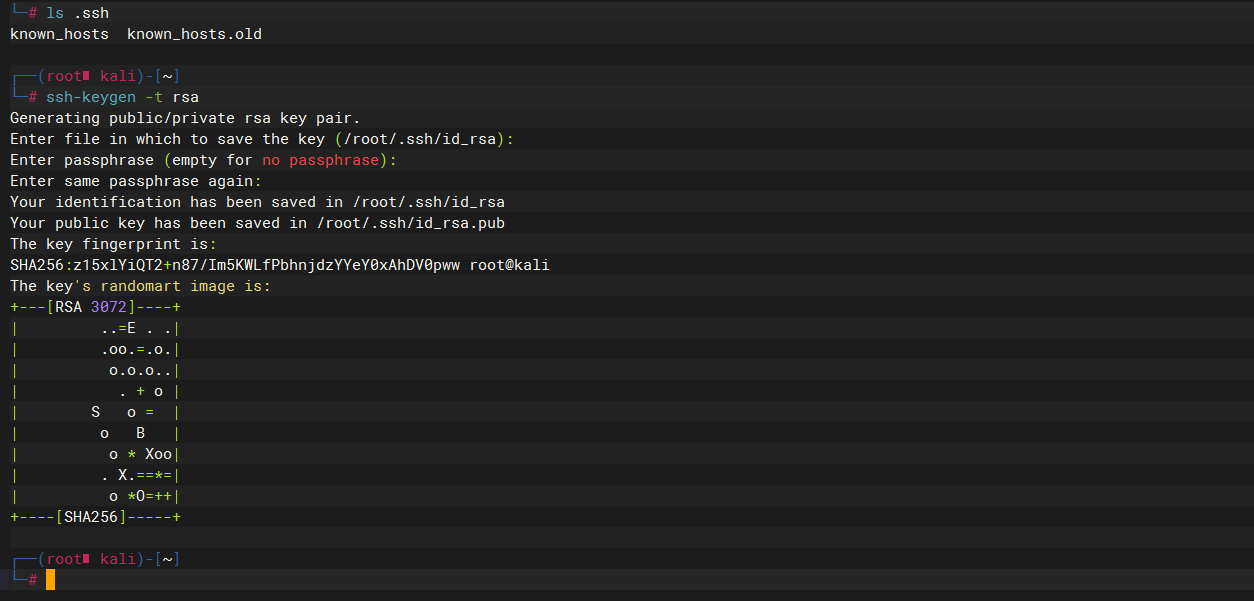 └─# ls .ssh
known_hosts  known_hosts.old

┌──(root∎ kali)-[~]
└─# ssh-keygen -t rsa
Generating public/private rsa key pair.
Enter file in which to save the key (/root/.ssh/id_rsa):
Enter passphrase (empty for no passphrase):
Enter same passphrase again:
Your identification has been saved in /root/.ssh/id_rsa
Your public key has been saved in /root/.ssh/id_rsa.pub
The key fingerprint is:
SHA256:z15xlYiQT2+n87/Im5KWLfPbhnjdzYYeY0xAhDV0pww root@kali
The key's randomart image is:
+---[RSA 3072]----+
|         ..=E . .|
|         .oo.=.o.|
|          o.o.o..|
|           . + o |
|        S   o =  |
|         o   B   |
|          o * Xoo|
|         . X.==*=|
|          o *O=++|
+----[SHA256]-----+

┌──(root∎ kali)-[~]
└─#